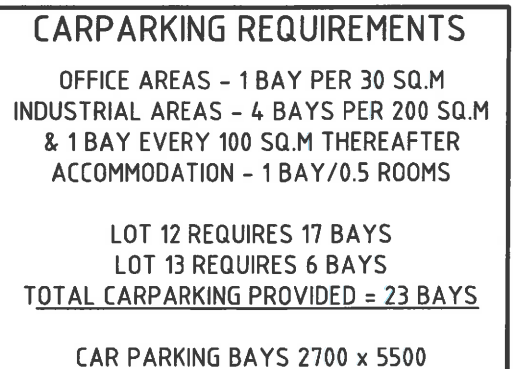 CARPARKING REQUIREMENTS
OFFICE AREAS - 1 BAY PER 30 SQ.M
INDUSTRIAL AREAS - 4 BAYS PER 200 SQ.M
& 1 BAY EVERY 100 SQ.M THEREAFTER
ACCOMMODATION - 1 BAY/0.5 ROOMS
LOT 12 REQUIRES 17 BAYS
LOT 13 REQUIRES 6 BAYS
TOTAL CARPARKING PROVIDED = 23 BAYS
CAR PARKING BAYS 2700 x 5500